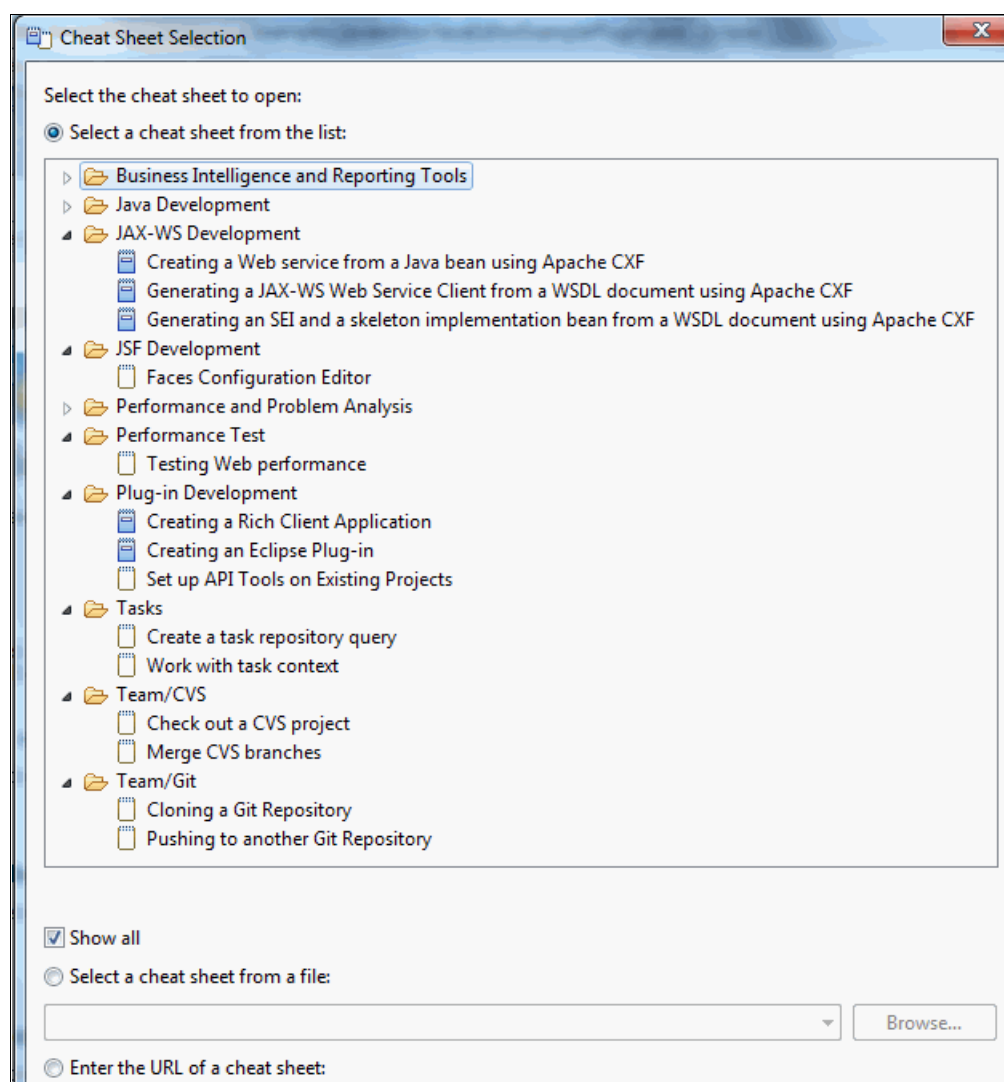 Cheat Sheet Selection
X
Select the cheat sheet to open:
Select a cheat sheet from the list:
Business Intelligence and Reporting Tools
Java Development
JAX-WS Development
Creating a Web service from a Java bean using Apache CXF
Generating a JAX-WS Web Service Client from a WSDL document using Apache CXF
Generating an SEI and a skeleton implementation bean from a WSDL document using Apache CXF
JSF Development
Faces Configuration Editor
Performance and Problem Analysis
Performance Test
Testing Web performance
Plug-in Development
Creating a Rich Client Application
Creating an Eclipse Plug-in
Set up API Tools on Existing Projects
Tasks
Create a task repository query
Work with task context
Team/CVS
Check out a CVS project
Merge CVS branches
Team/Git
Cloning a Git Repository
Pushing to another Git Repository
Show all
Select a cheat sheet from a file:
Browse...
Enter the URL of a cheat sheet: